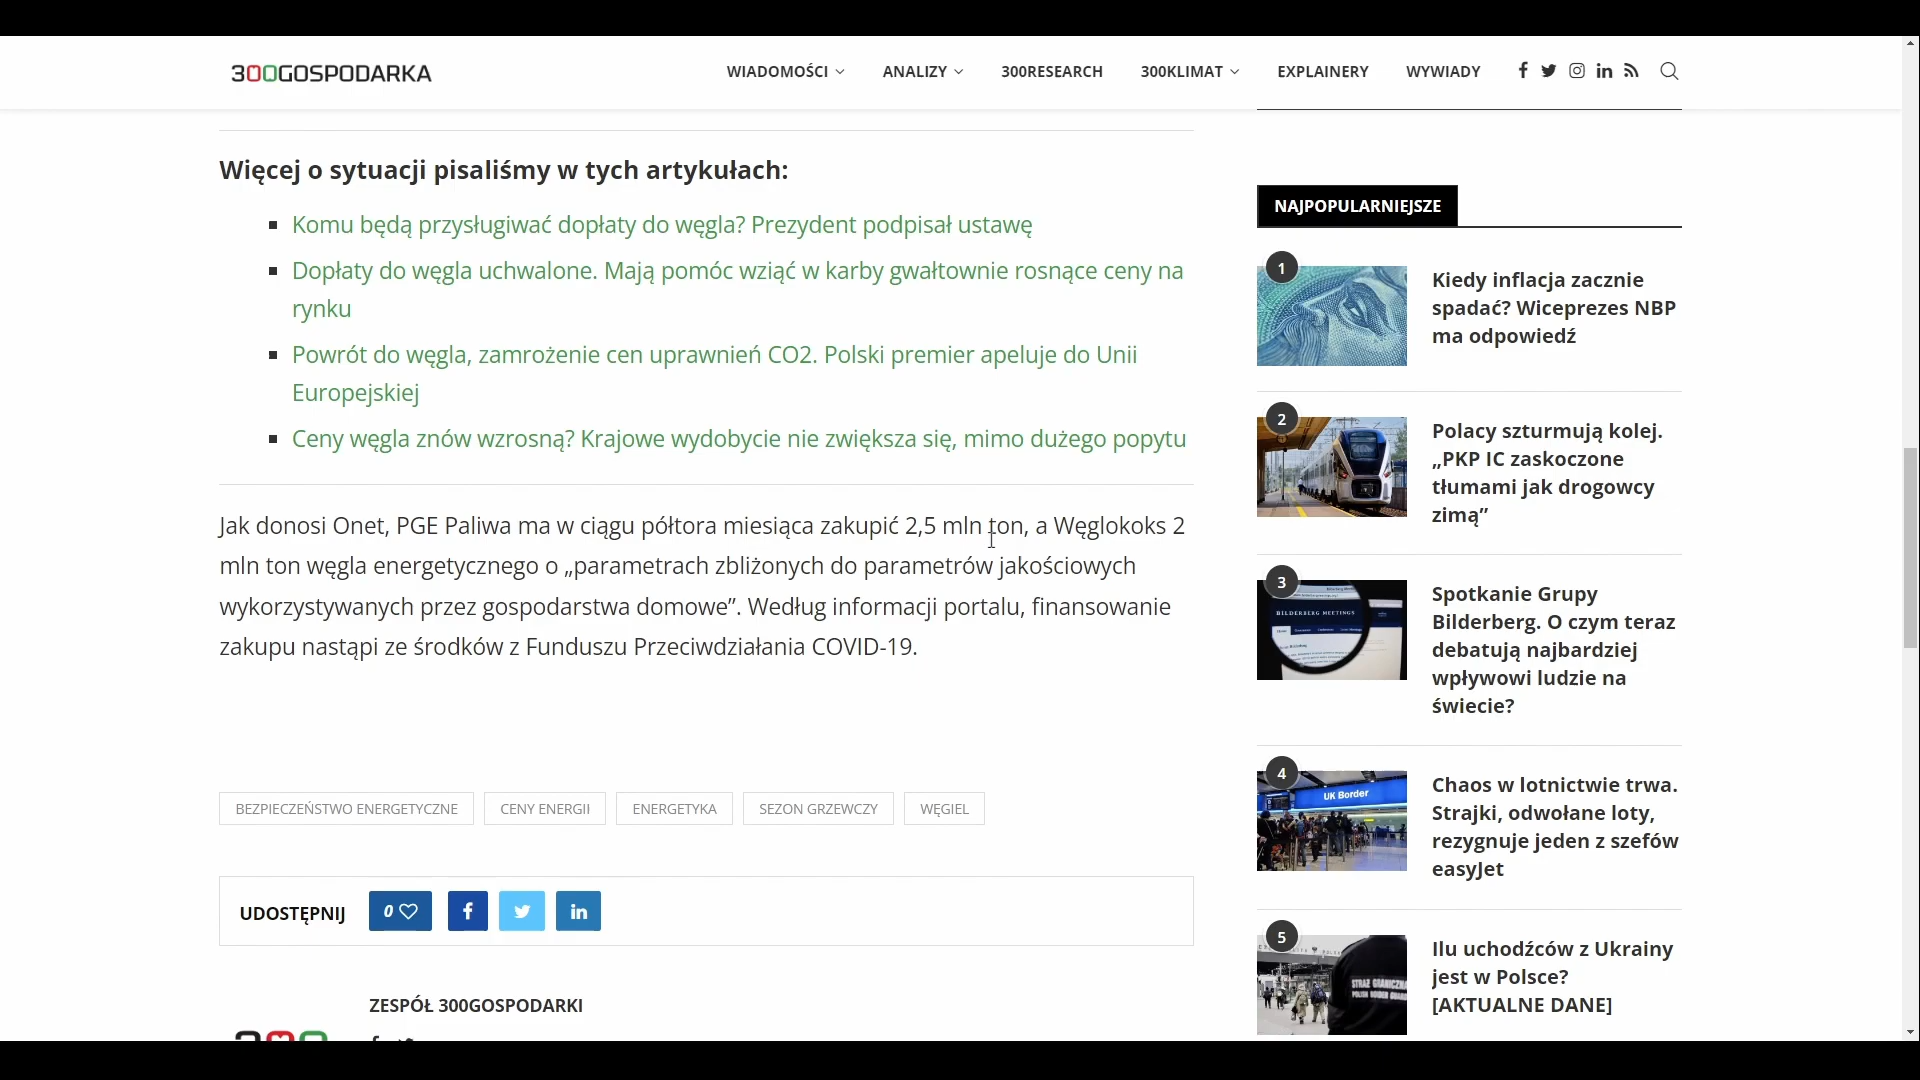 300GOSPODARKA
WIADOMOŚCI
ANALIZY
300RESEARCH
300KLIMAT
EXPLAINERY
WYWIADY
Więcej o sytuacji pisaliśmy w tych artykułach:
Komu będą przysługiwać dopłaty do węgla? Prezydent podpisał ustawę
Dopłaty do węgla uchwalone. Mają pomóc wziąć w karby gwałtownie rosnące ceny na
rynku
Powrót do węgla, zamrożenie cen uprawnień CO2. Polski premier apeluje do Unii
Europejskiej
Ceny węgla znów wzrosną? Krajowe wydobycie nie zwiększa się, mimo dużego popytu
Jak donosi Onet, PGE Paliwa ma w ciągu półtora miesiąca zakupić 2,5 mln ton, a Węglokoks 2
mln ton węgla energetycznego o „parametrach zbliżonych do parametrów jakościowych
wykorzystywanych przez gospodarstwa domowe”. Według informacji portalu, finansowanie
zakupu nastąpi ze środków z Funduszu Przeciwdziałania COVID-19.
BEZPIECZEŃSTWO ENERGETYCZNE
CENY ENERGII
ENERGETYKA
SEZON GRZEWCZY
WĘGIEL
UDOSTĘPNIJ
0
ZESPÓŁ 300GOSPODARKI
NAJPOPULARNIEJSZE
1
Kiedy inflacja zacznie
spadać? Wiceprezes NBP
ma odpowiedź
2
Polacy szturmują kolej.
„PKP IC zaskoczone
tłumami jak drogowcy
zimą”
3
BILDERBERG MEETINGS
Spotkanie Grupy
Bilderberg. O czym teraz
debatują najbardziej
wpływowi ludzie na
świecie?
4
UK Border
Chaos w lotnictwie trwa.
Strajki, odwołane loty,
rezygnuje jeden z szefów
easyJet
5
STRAŻ GRANICZNA
Ilu uchodźców z Ukrainy
jest w Polsce?
[AKTUALNE DANE]